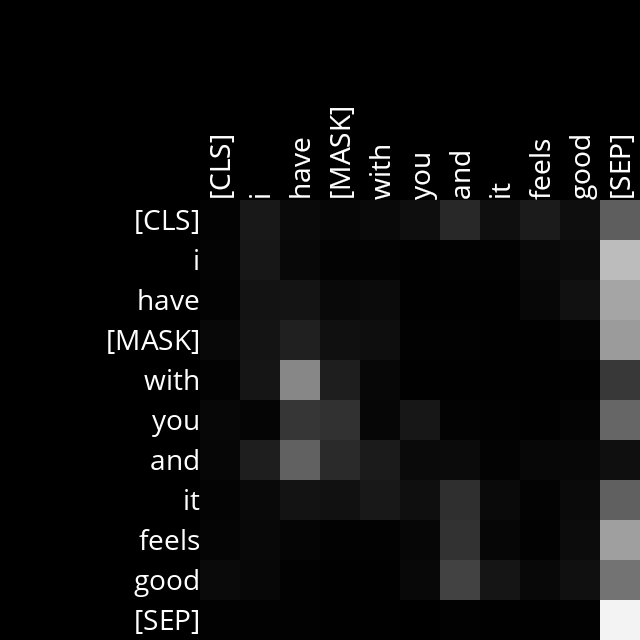 [CLS] i have [MASK] with you and it feels good [SEP]
[CLS]
i
have
[MASK]
with
you
and
it
feels
good
[SEP]